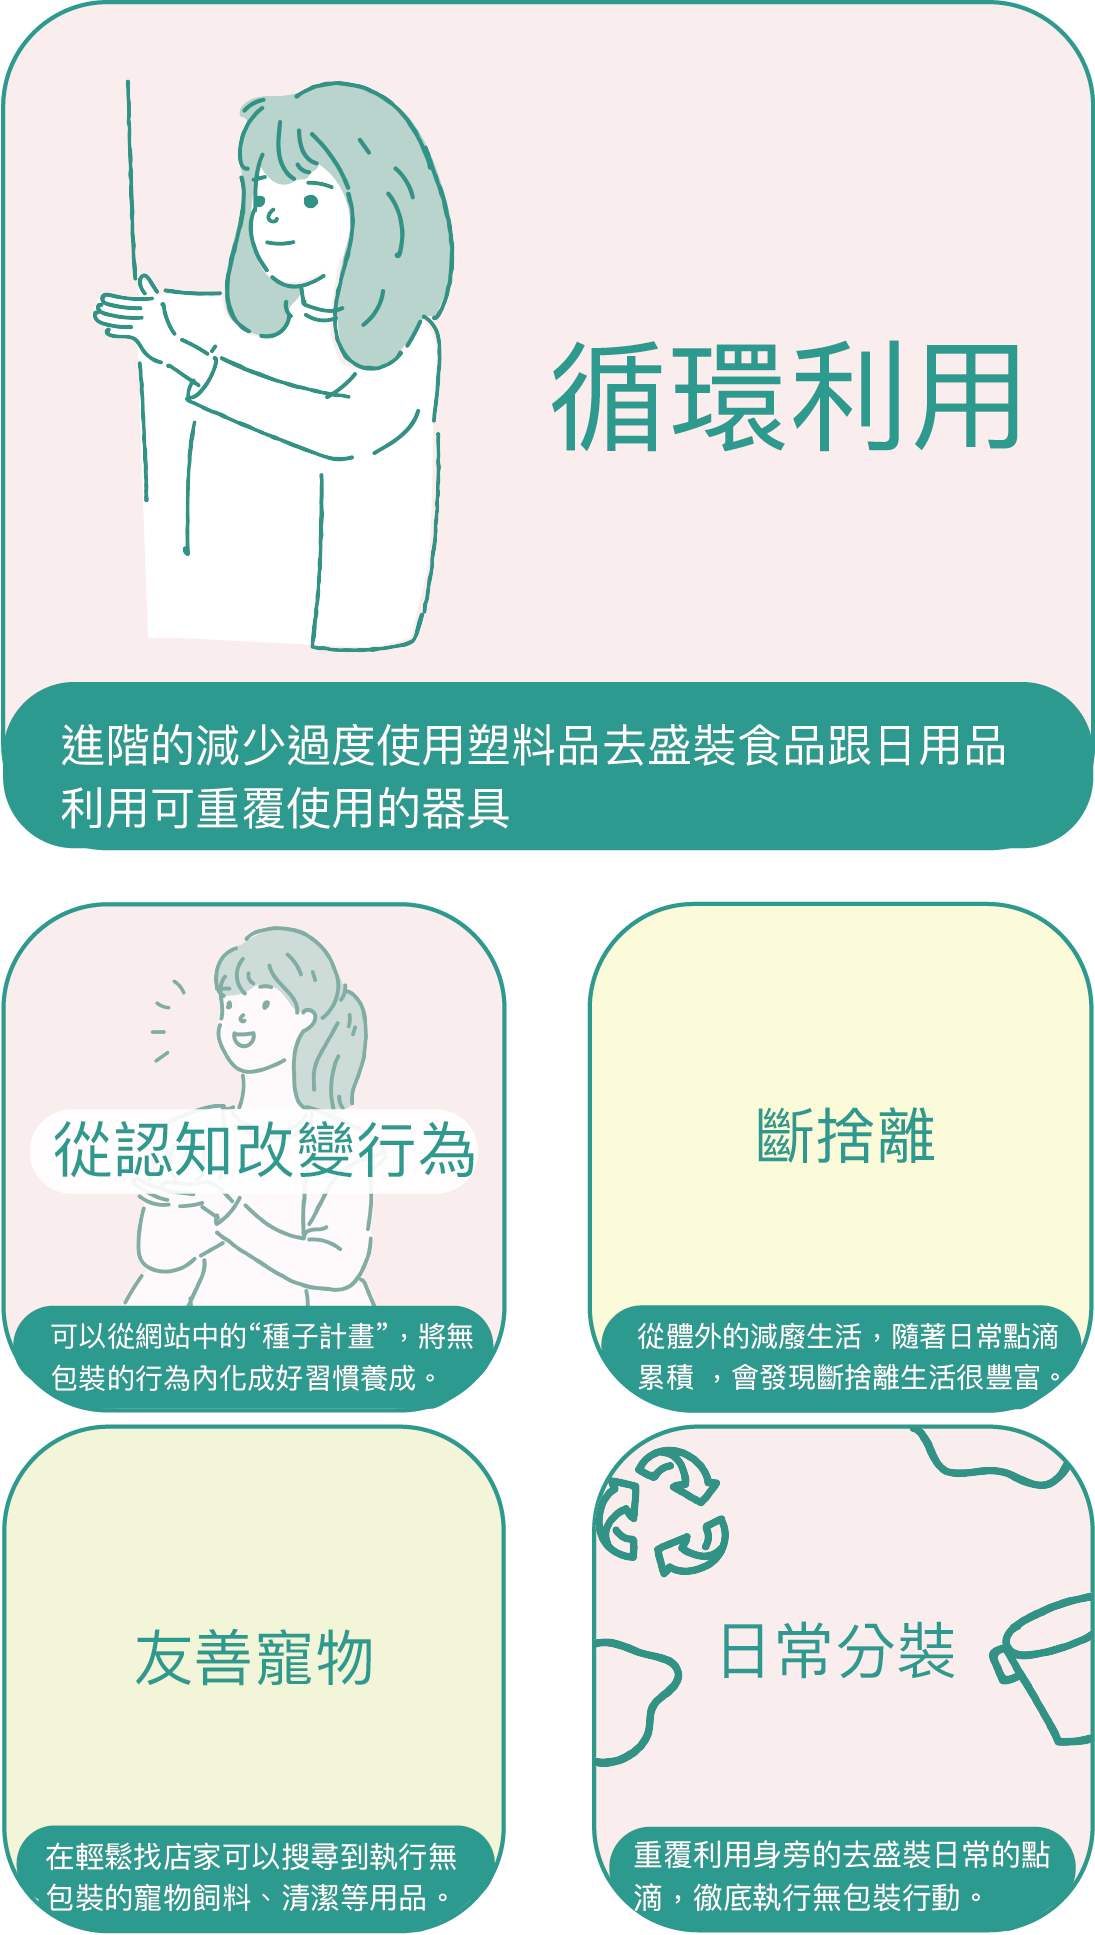 循環利用
進階的減少過度使用塑料品去盛裝食品跟日用品
利用可重覆使用的器具
從認知改變行為
可以從網站中的“種子計畫”，將無
包裝的行為內化成好習慣養成。
斷捨離
從體外的減廢生活，隨著日常點滴
累積 ，會發現斷捨離生活很豐富。
友善寵物
在輕鬆找店家可以搜尋到執行無
包裝的寵物飼料、清潔等用品。
日常分裝
重覆利用身旁的去盛裝日常的點
滴，徹底執行無包裝行動。